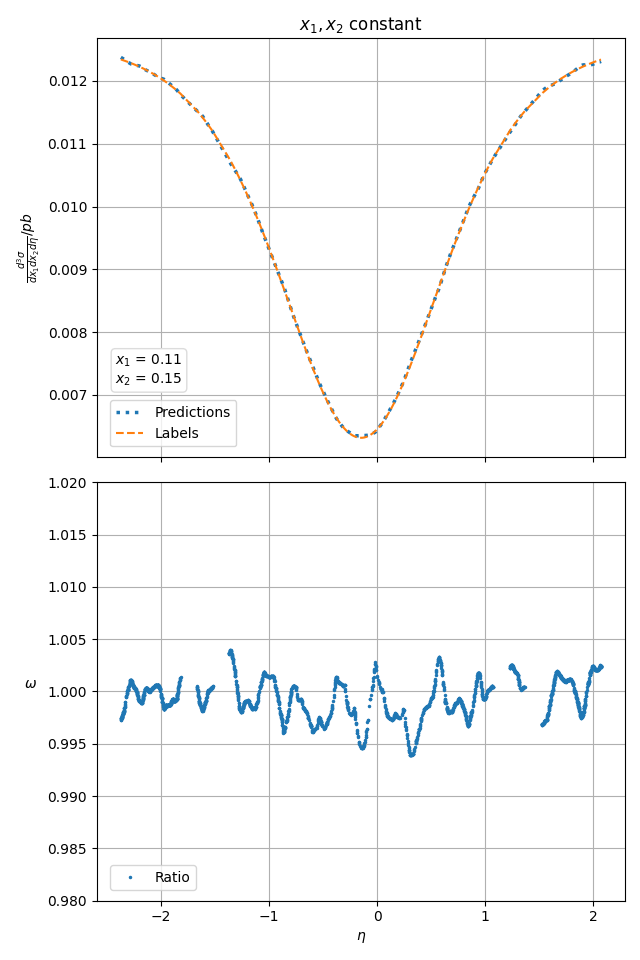 x₁, x₂ constant
d³σ/dx₁dx₂dη /pb
0.012
0.011
0.010
0.009
0.008
0.007
x₁ = 0.11
x₂ = 0.15
Predictions
Labels
ω
1.020
1.015
1.010
1.005
1.000
0.995
0.990
0.985
0.980
Ratio
−2 −1 0 1 2
η